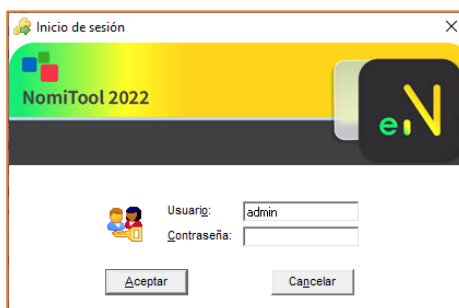 Inicio de sesión
NomiTool 2022
e.N
Usuario:
admin
Contraseña:
Aceptar
Cancelar